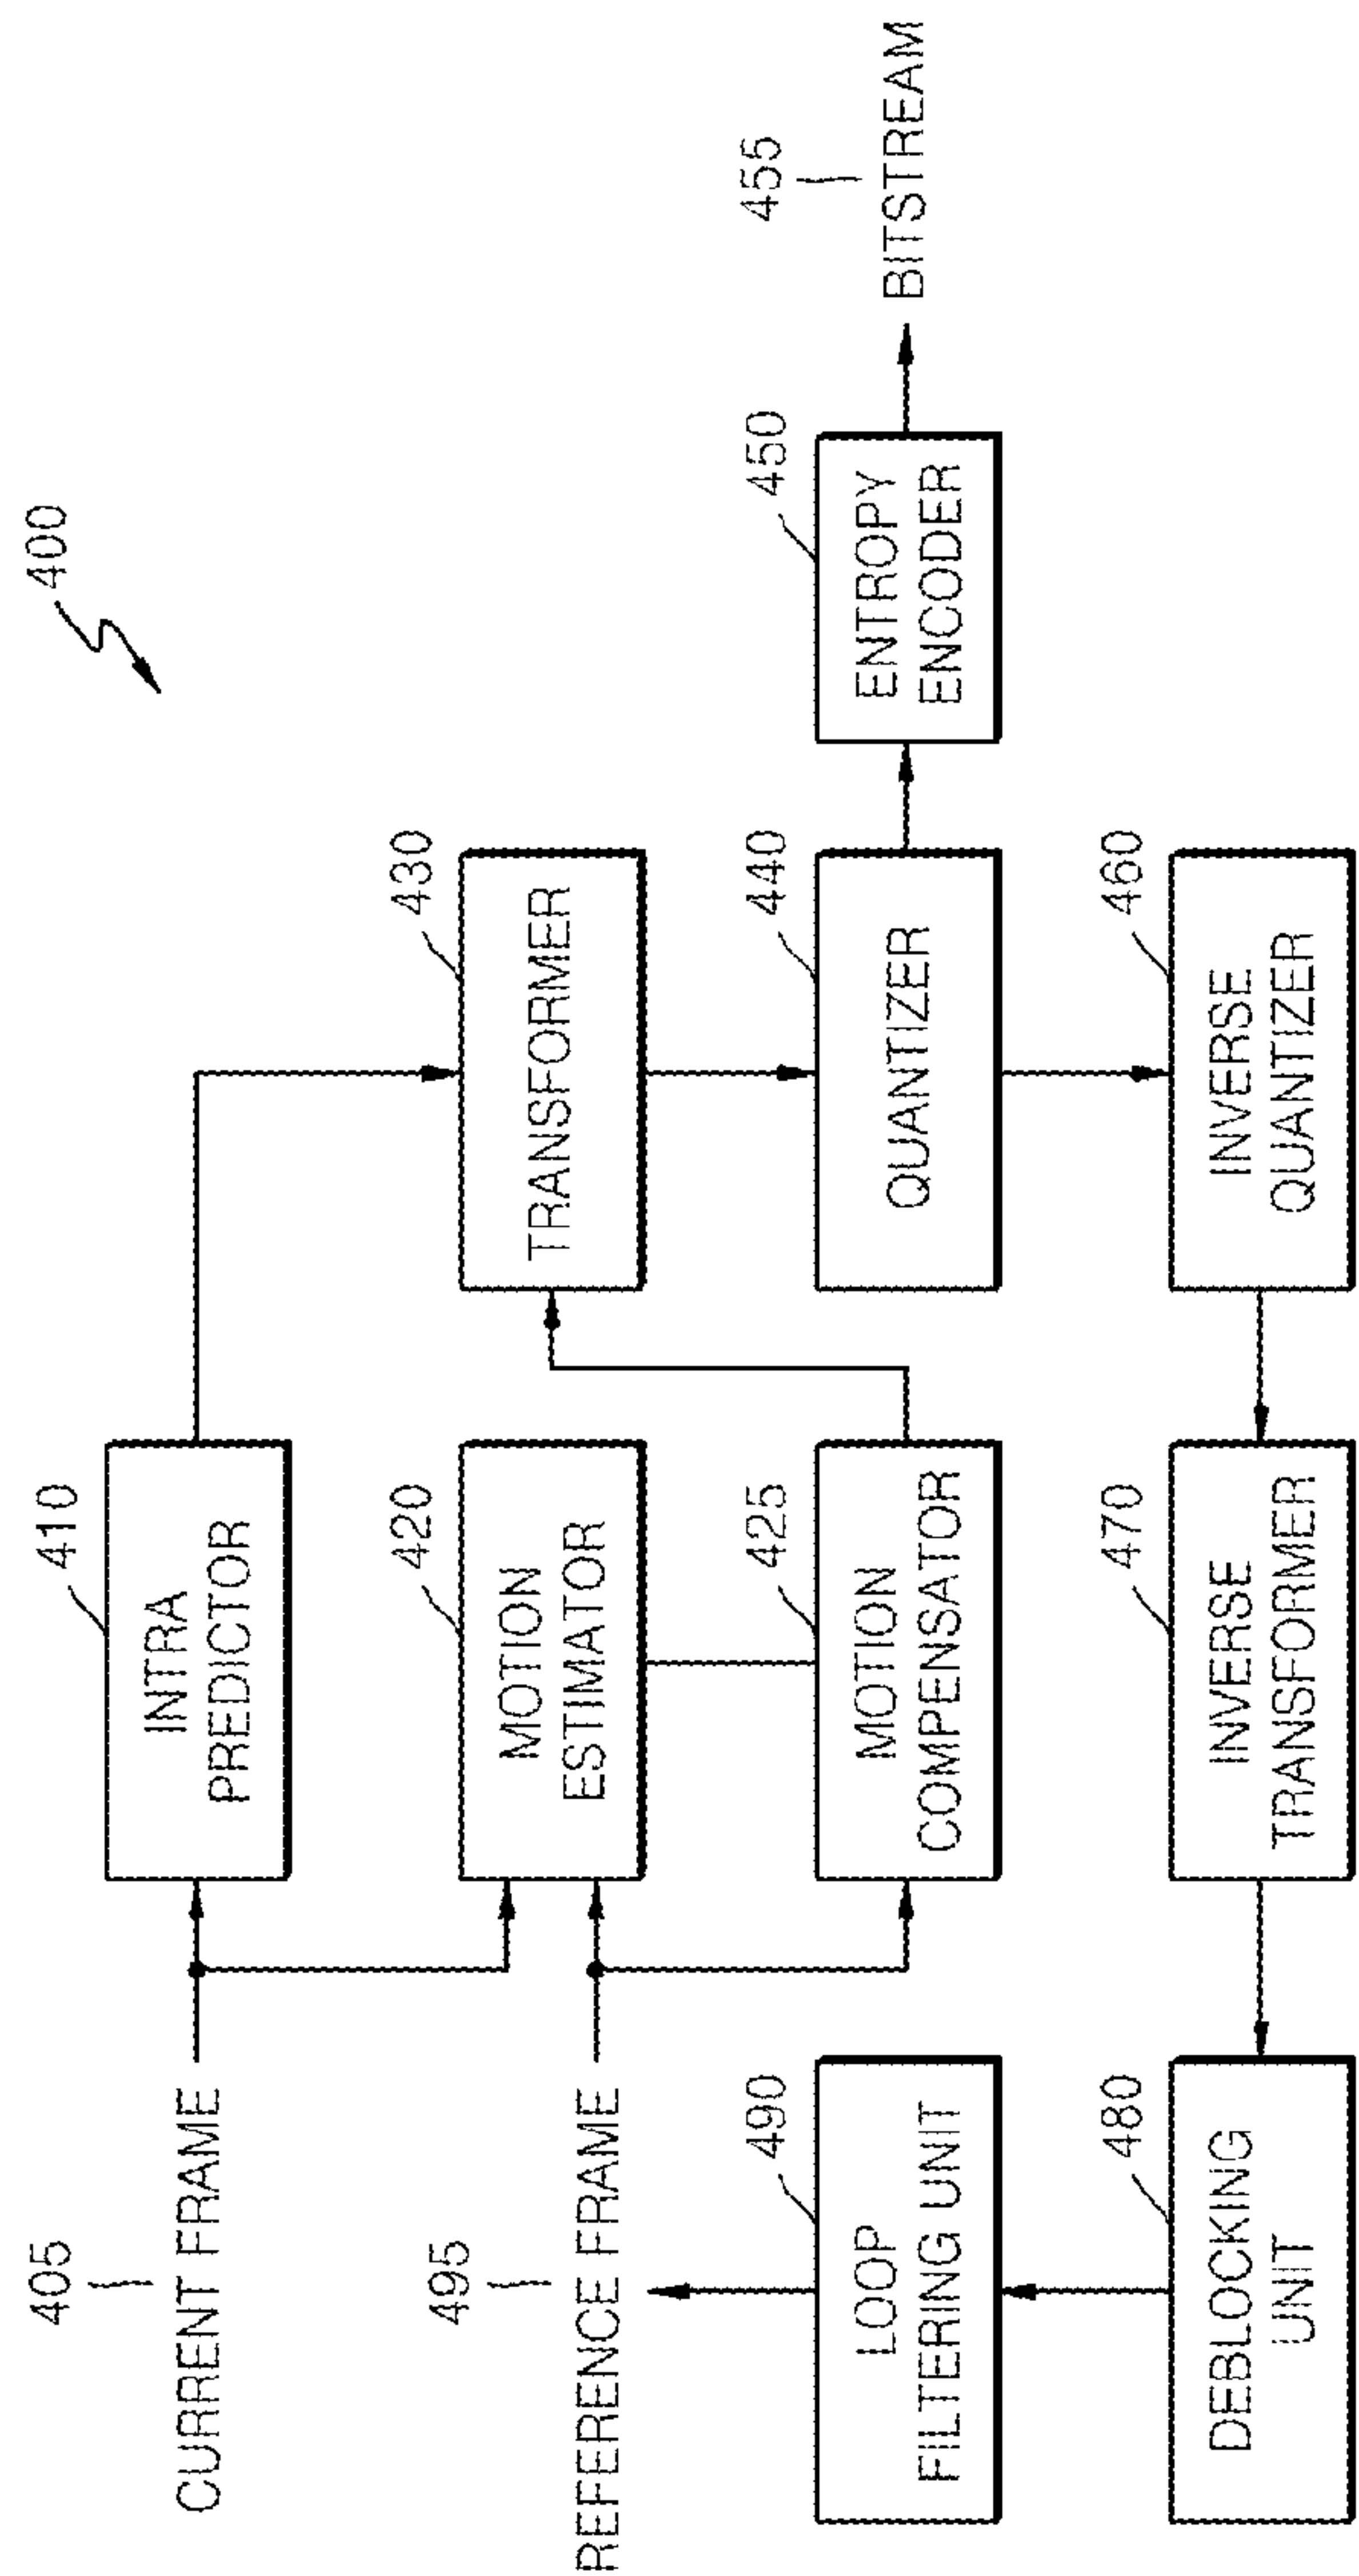 400
405
CURRENT FRAME
410
INTRA
PREDICTOR
495
REFERENCE FRAME
420
MOTION
ESTIMATOR
430
TRANSFORMER
490
LOOP
FILTERING UNIT
425
MOTION
COMPENSATOR
440
QUANTIZER
450
ENTROPY
ENCODER
455
BITSTREAM
480
DEBLOCKING
UNIT
470
INVERSE
TRANSFORMER
460
INVERSE
QUANTIZER